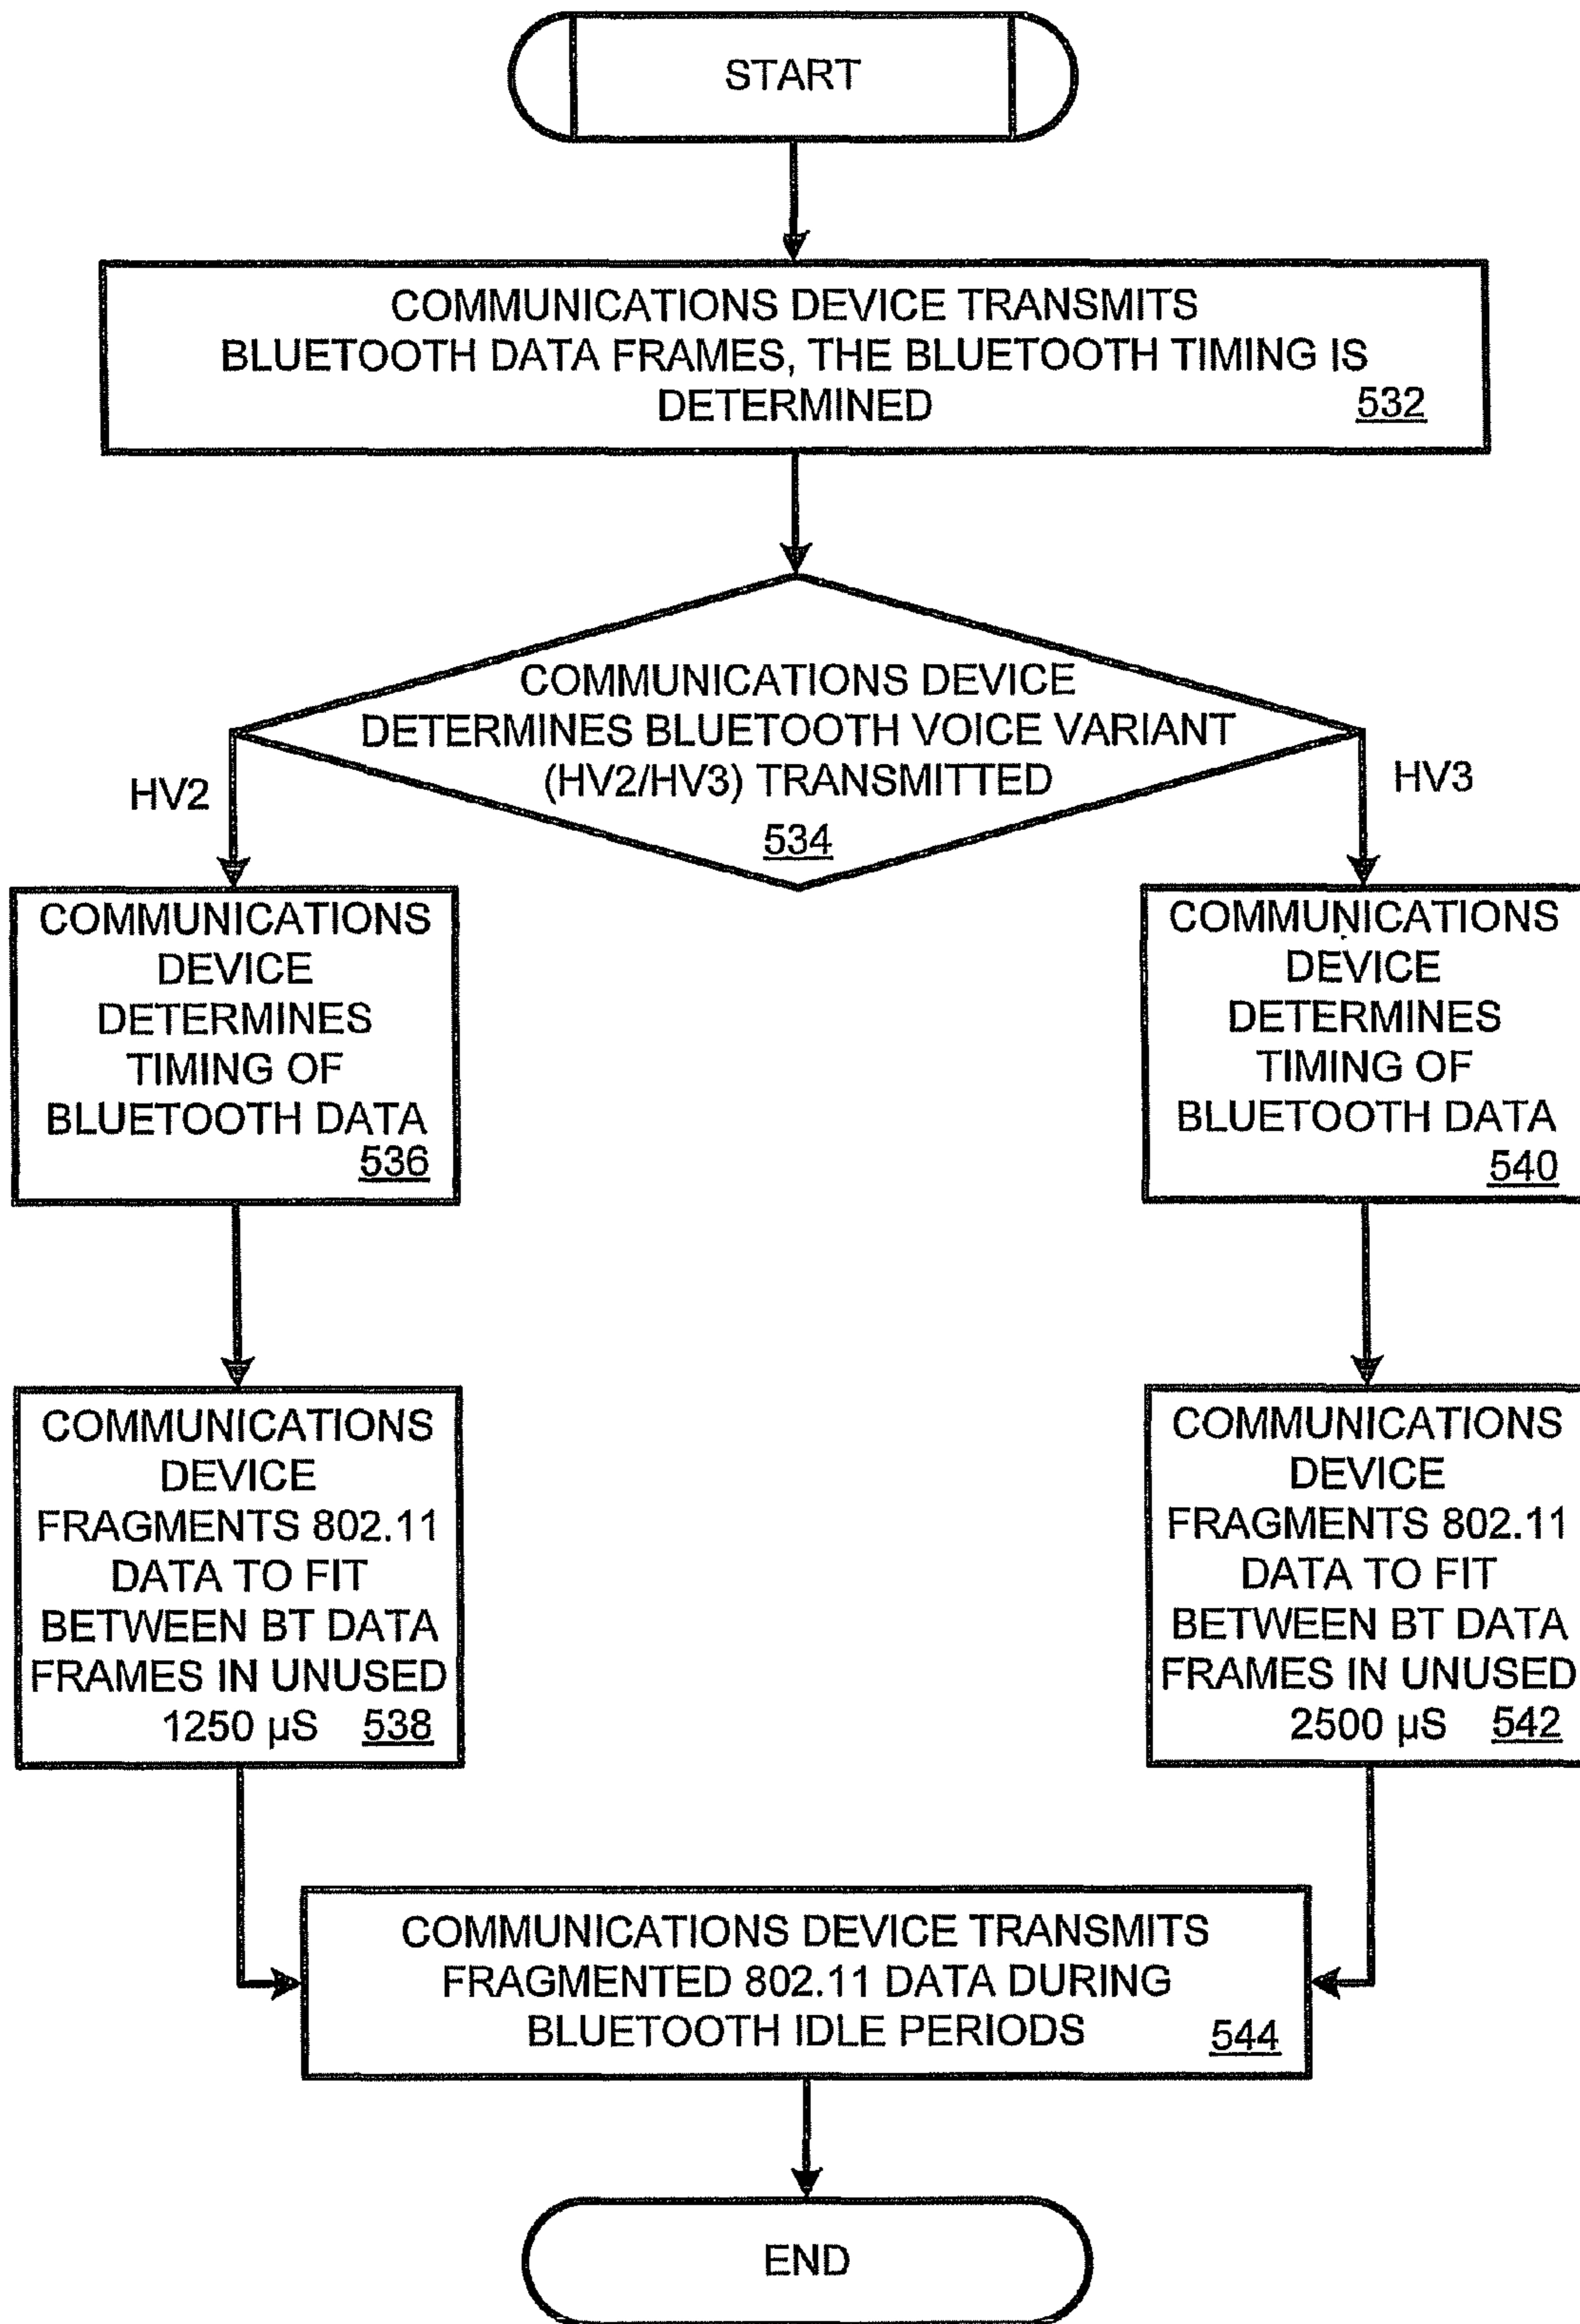 START
COMMUNICATIONS DEVICE TRANSMITS
BLUETOOTH DATA FRAMES, THE BLUETOOTH TIMING IS
DETERMINED 532
COMMUNICATIONS DEVICE
DETERMINES BLUETOOTH VOICE VARIANT
(HV2/HV3) TRANSMITTED
534
HV2
HV3
COMMUNICATIONS
DEVICE
DETERMINES
TIMING OF
BLUETOOTH DATA
536
COMMUNICATIONS
DEVICE
DETERMINES
TIMING OF
BLUETOOTH DATA
540
COMMUNICATIONS
DEVICE
FRAGMENTS 802.11
DATA TO FIT
BETWEEN BT DATA
FRAMES IN UNUSED
1250 µS 538
COMMUNICATIONS
DEVICE
FRAGMENTS 802.11
DATA TO FIT
BETWEEN BT DATA
FRAMES IN UNUSED
2500 µS 542
COMMUNICATIONS DEVICE TRANSMITS
FRAGMENTED 802.11 DATA DURING
BLUETOOTH IDLE PERIODS 544
END